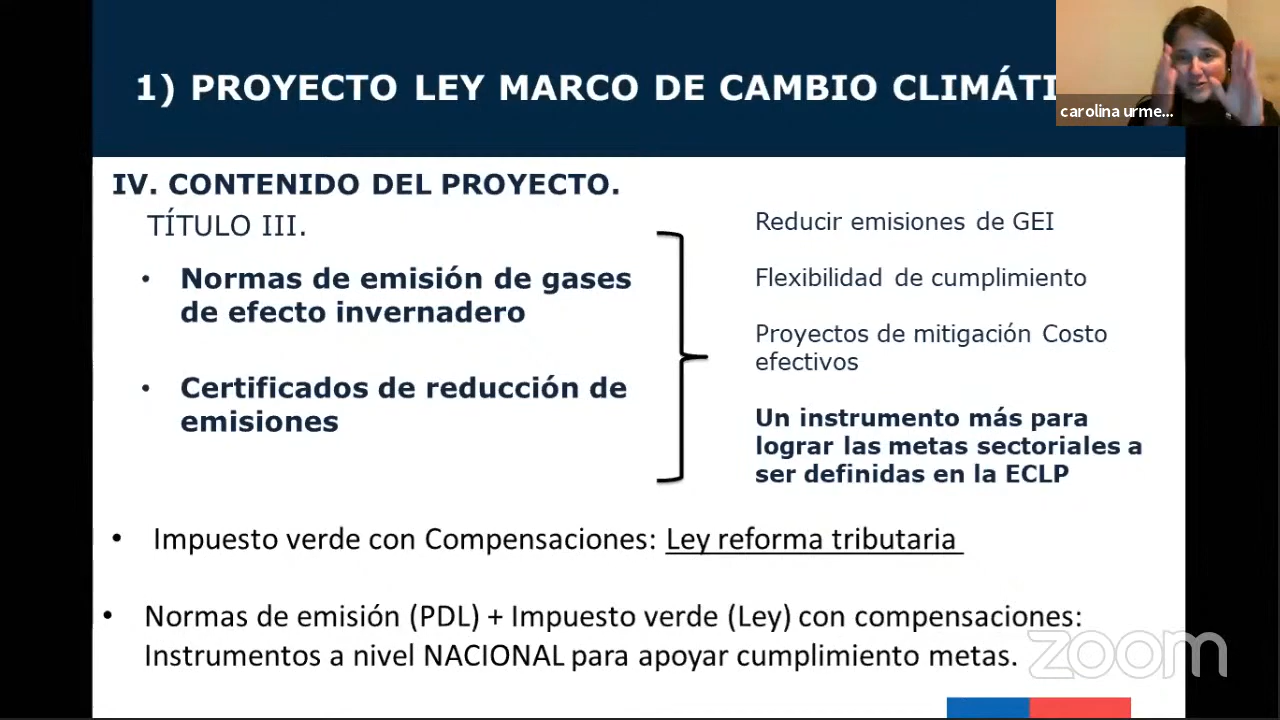 1) PROYECTO LEY MARCO DE CAMBIO CLIMÁTI
carolina urme...
IV. CONTENIDO DEL PROYECTO.
TÍTULO III.
• Normas de emisión de gases
de efecto invernadero
• Certificados de reducción de
emisiones
Reducir emisiones de GEI
Flexibilidad de cumplimiento
Proyectos de mitigación Costo
efectivos
Un instrumento más para
lograr las metas sectoriales a
ser definidas en la ECLP
• Impuesto verde con Compensaciones: Ley reforma tributaria
• Normas de emisión (PDL) + Impuesto verde (Ley) con compensaciones:
Instrumentos a nivel NACIONAL para apoyar cumplimiento metas.
zoom